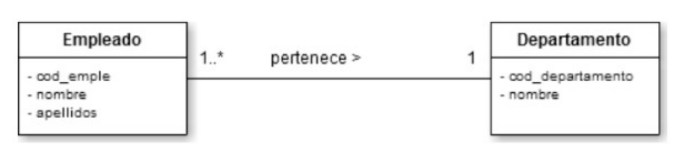 Empleado
- cod_emple
- nombre
- apellidos
1..* pertenece > 1
Departamento
- cod_departamento
- nombre